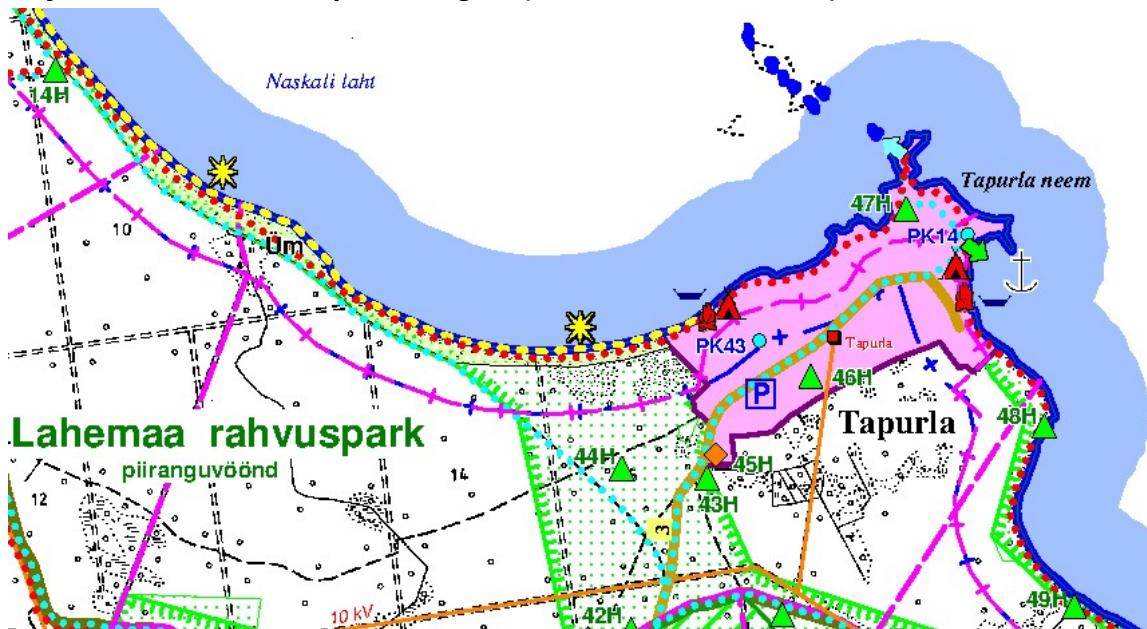 Naskali laht
14H
Tapurla neem
47H
PK14
10
Üm
PK43
Tapurla
46H
P
Lahemaa rahvuspark
piiranguvöönd
Tapurla
48H
44H
45H
14
43H
12
3
10 kV
42H
49H